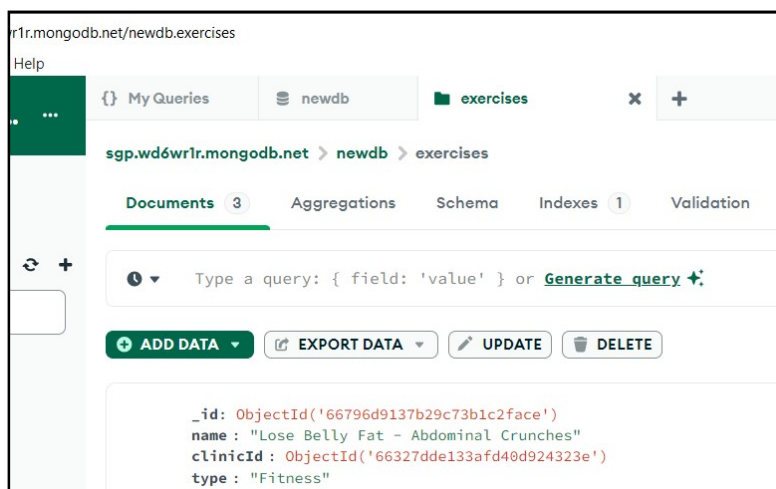 r1r.mongodb.net/newdb.exercises
Help
...
{} My Queries newdb exercises × +
sgp.wd6wr1r.mongodb.net > newdb > exercises
Documents 3 Aggregations Schema Indexes 1 Validation
+
Type a query: { field: 'value' } or Generate query
ADD DATA EXPORT DATA UPDATE DELETE
_id: ObjectId('66796d9137b29c73b1c2face')
name : "Lose Belly Fat - Abdominal Crunches"
clinicId : ObjectId('66327dde133afd40d924323e')
type : "Fitness"